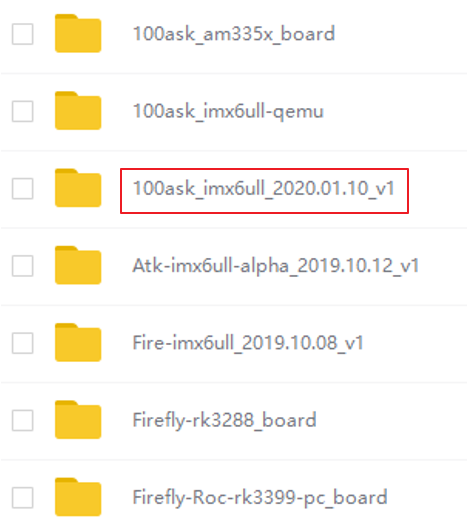 100ask_am335x_board
100ask_imx6ull-qemu
100ask_imx6ull_2020.01.10_v1
Atk-imx6ull-alpha_2019.10.12_v1
Fire-imx6ull_2019.10.08_v1
Firefly-rk3288_board
Firefly-Roc-rk3399-pc_board